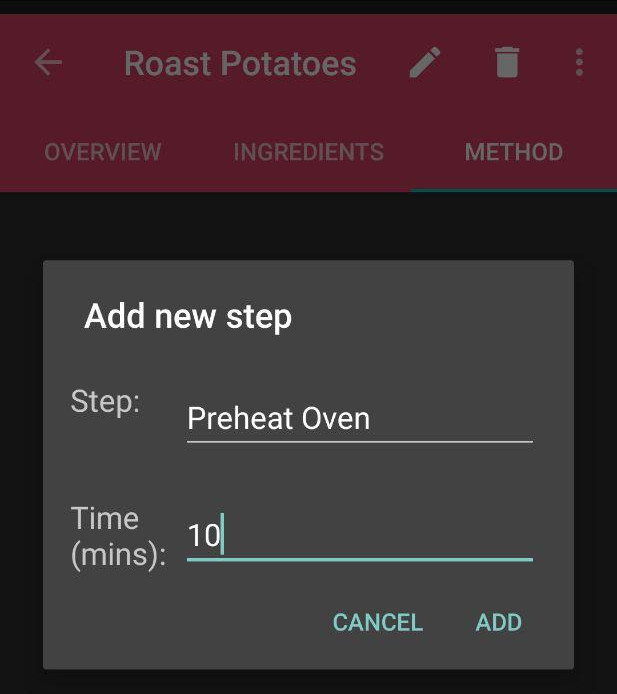 Roast Potatoes
OVERVIEW INGREDIENTS METHOD
Add new step
Step: Preheat Oven
Time
(mins): 10
CANCEL ADD